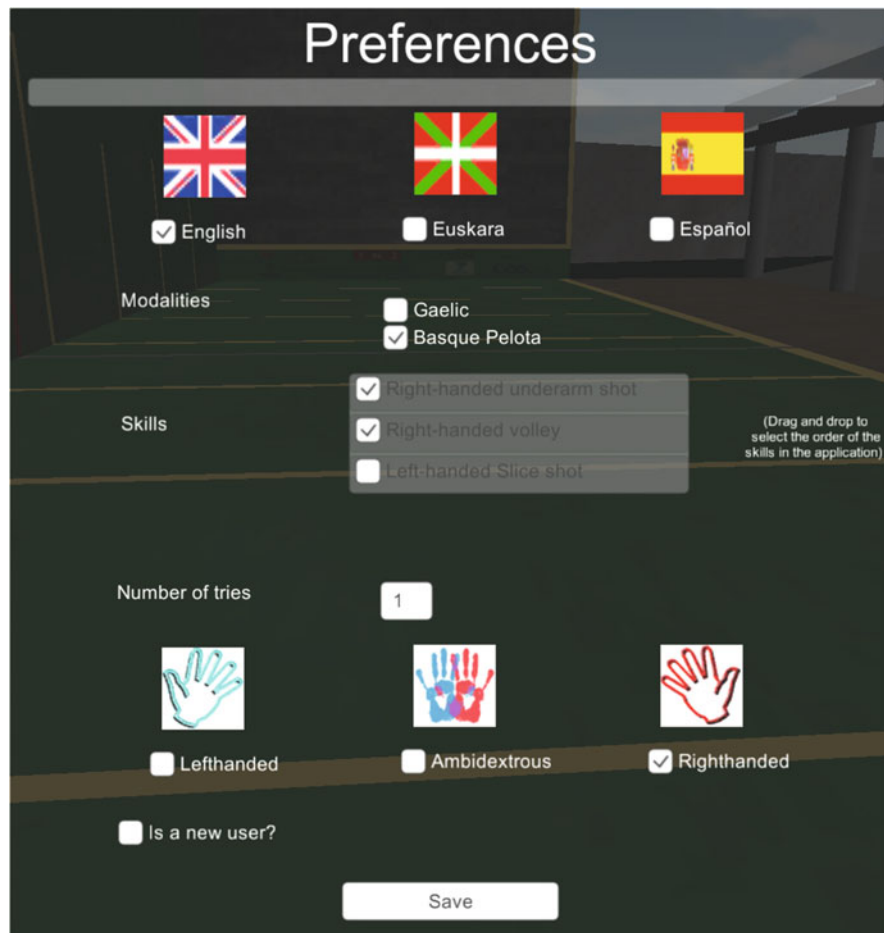 Preferences
English
Euskara
Español
Modalities
Gaelic
Basque Pelota
Skills
Right-handed underarm shot
Right-handed volley
Left-handed Slice shot
(Drag and drop to
select the order of the
skills in the application)
Number of tries
1
Lefthanded
Ambidextrous
Righthanded
Is a new user?
Save